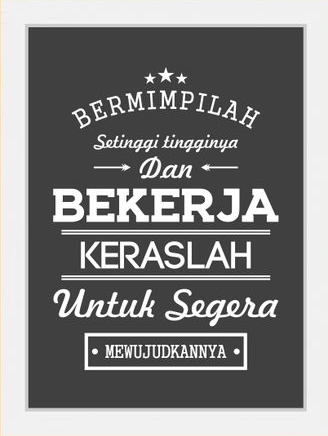 BERMIMPILAH
Setinggi tingginya
Dan
BEKERJA
KERASLAH
Untuk Segera
• MEWUJUDKANNYA •